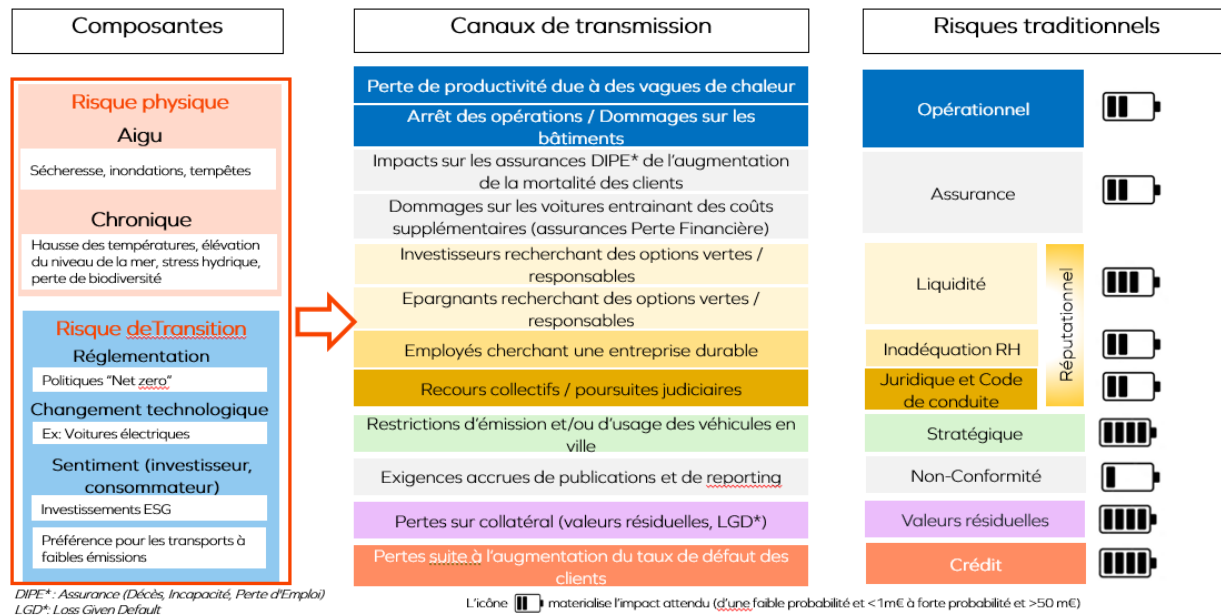 Composantes
Canaux de transmission
Risques traditionnels
Risque physique
Aigu
Sécheresse, inondations, tempêtes
Chronique
Hausse des températures, élévation
du niveau de la mer, stress hydrique,
perte de biodiversité
Risque deTransition
Réglementation
Politiques “Net zero”
Changement technologique
Ex: Voitures électriques
Sentiment (investisseur,
consommateur)
Investissements ESG
Préférence pour les transports à
faibles émissions
DIPE* : Assurance (Décès, Incapacité, Perte d'Emploi)
LGD*: Loss Given Default
Perte de productivité due à des vagues de chaleur
Arrêt des opérations / Dommages sur les
bâtiments
Impacts sur les assurances DIPE* de l’augmentation
de la mortalité des clients
Dommages sur les voitures entrainant des coûts
supplémentaires (assurances Perte Financière)
Investisseurs recherchant des options vertes /
responsables
Epargnants recherchant des options vertes /
responsables
Employés cherchant une entreprise durable
Recours collectifs / poursuites judiciaires
Restrictions d’émission et/ou d’usage des véhicules en
ville
Exigences accrues de publications et de reporting
Pertes sur collatéral (valeurs résiduelles, LGD*)
Pertes suite à l’augmentation du taux de défaut des
clients
Opérationnel
Assurance
Liquidité
Réputationnel
Inadéquation RH
Juridique et Code
de conduite
Stratégique
Non-Conformité
Valeurs résiduelles
Crédit
L’icône materialise l’impact attendu (d’une faible probabilité et <1m€ à forte probabilité et >50 m€)